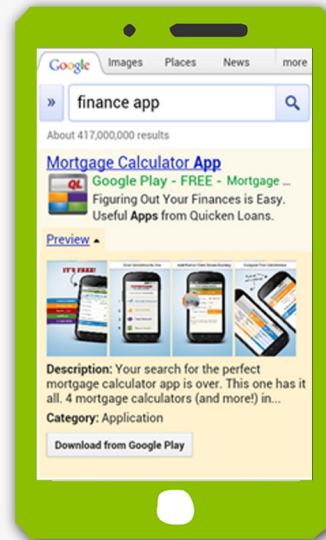 Google Images Places News more
» finance app
About 417,000,000 results
Mortgage Calculator App
QL
Google Play - FREE - Mortgage ...
Figuring Out Your Finances is Easy.
Useful Apps from Quicken Loans.
Preview
IT'S FREE!
Description: Your search for the perfect
mortgage calculator app is over. This one has it
all. 4 mortgage calculators (and more!) in...
Category: Application
Download from Google Play